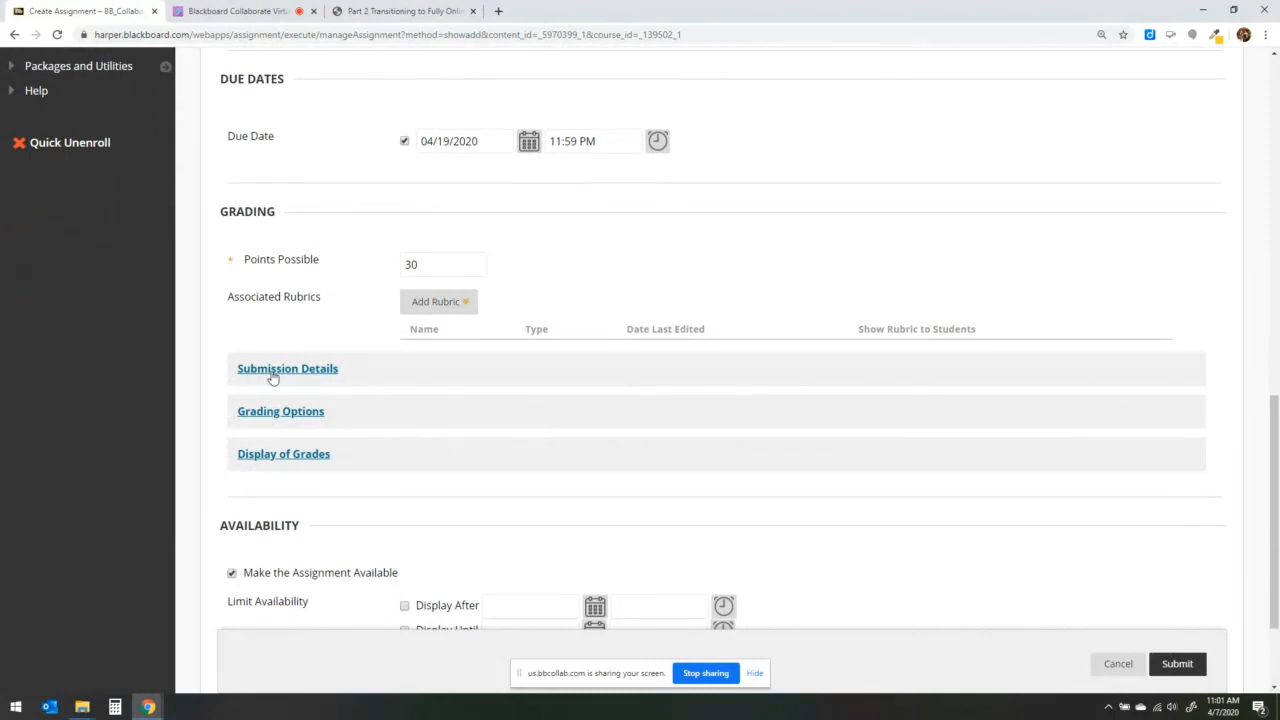 Create Assignment – BB_Collabo
Blackboard Collaborate Virtu
Part 2 Transitioning to Fully Onlin
harper.blackboard.com/webapps/assignment/execute/manageAssignment?method=showadd&content_id=_5970399_1&course_id=_139502_1
Packages and Utilities
Help
Quick Unenroll
DUE DATES
Due Date
04/19/2020
11:59 PM
GRADING
* Points Possible
30
Associated Rubrics
Add Rubric
Name Type Date Last Edited Show Rubric to Students
Submission Details
Grading Options
Display of Grades
AVAILABILITY
Make the Assignment Available
Limit Availability
Display After
Display Until
us.bbcollab.com is sharing your screen.
Stop sharing
Hide
Cancel
Submit
11:01 AM
4/7/2020
2